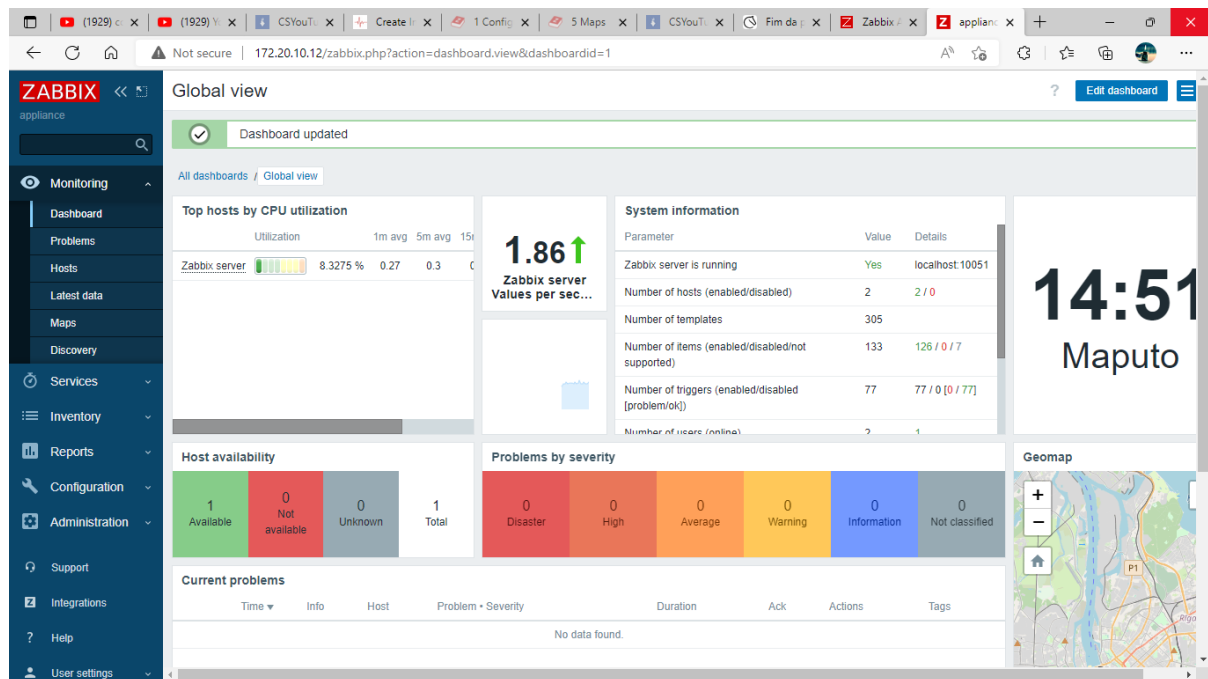 (1929) c
(1929) Y
CSYouTu
Create In
1 Config
5 Maps
CSYouTu
Fim da p
Zabbix A
applianc
Not secure | 172.20.10.12/zabbix.php?action=dashboard.view&dashboardid=1
ZABBIX
appliance
Monitoring
Dashboard
Problems
Hosts
Latest data
Maps
Discovery
Services
Inventory
Reports
Configuration
Administration
Support
Integrations
Help
User settings
Global view
? Edit dashboard
Dashboard updated
All dashboards / Global view
Top hosts by CPU utilization
Utilization 1m avg 5m avg 15m
Zabbix server 8.3275 % 0.27 0.3
1.86
Zabbix server
Values per sec...
System information
Parameter Value Details
Zabbix server is running Yes localhost:10051
Number of hosts (enabled/disabled) 2 2 / 0
Number of templates 305
Number of items (enabled/disabled/not supported) 133 126 / 0 / 7
Number of triggers (enabled/disabled [problem/ok]) 77 77 / 0 [0 / 77]
Number of users (online) 2 1
14:51
Maputo
Host availability
1 Available
0 Not available
0 Unknown
1 Total
Problems by severity
0 Disaster
0 High
0 Average
0 Warning
0 Information
0 Not classified
Geomap
+
−
P1
Current problems
Time Info Host Problem • Severity Duration Ack Actions Tags
No data found.